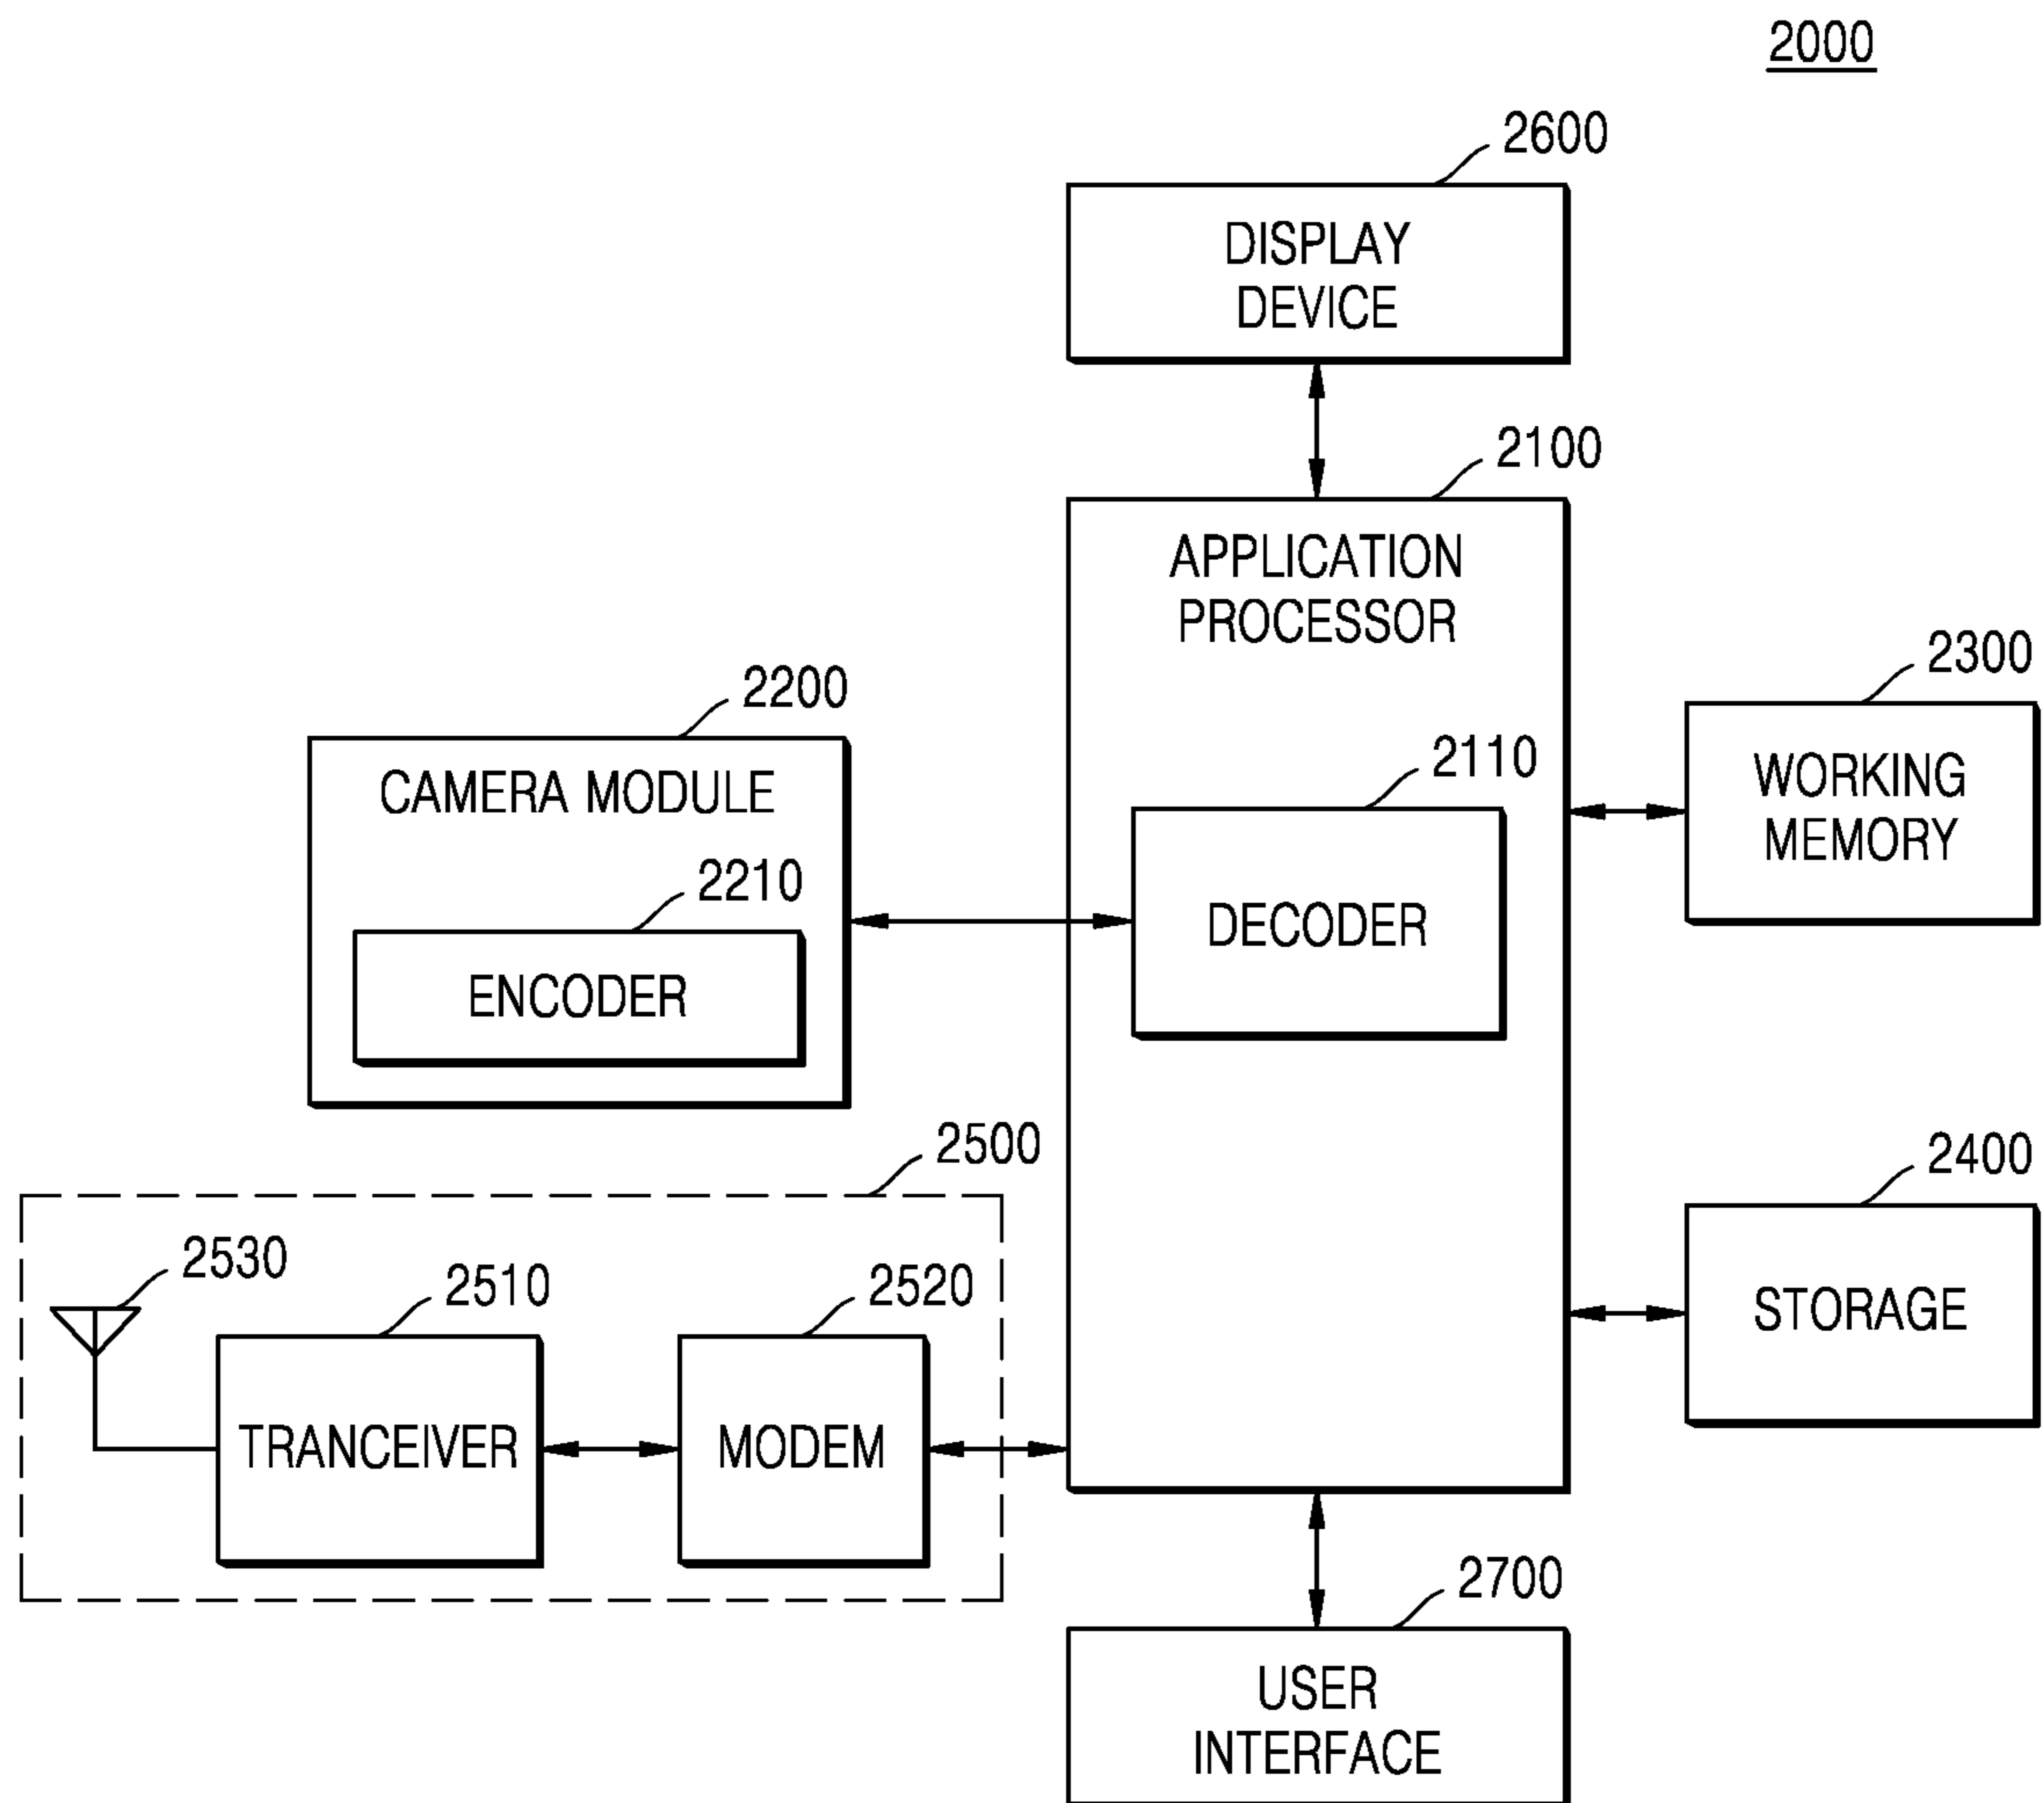 2000
2600
DISPLAY
DEVICE
2100
APPLICATION
PROCESSOR
2200
CAMERA MODULE
2210
ENCODER
2110
DECODER
2300
WORKING
MEMORY
2400
STORAGE
2500
2530
2510
TRANCEIVER
2520
MODEM
2700
USER
INTERFACE